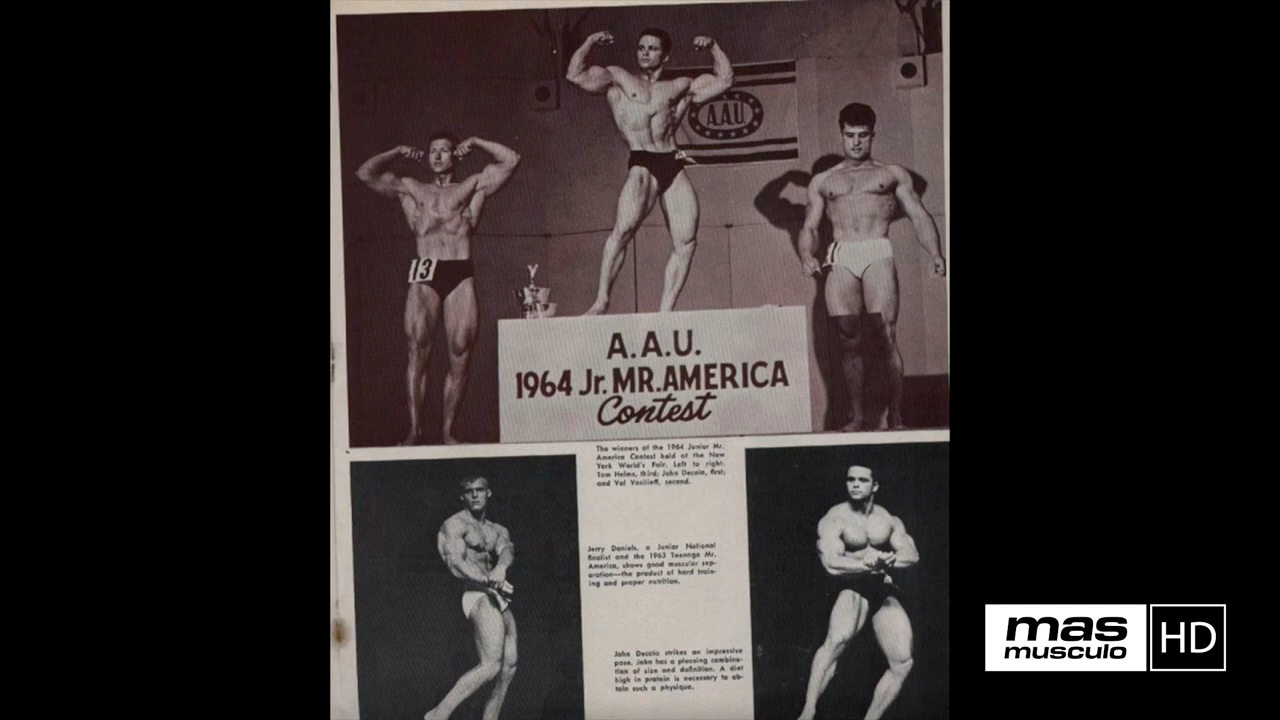 A.A.U.
13
A.A.U.
1964 Jr. MR. AMERICA
Contest
The winners of the 1964 Junior Mr.
America Contest held at the New
York World's Fair. Left to right:
Tom Helms, third; John Decola, first;
and Val Vasilieff, second.
Jerry Daniels, a Junior National
finalist and the 1963 Teenage Mr.
America, shows good muscular sep-
aration—the product of hard train-
ing and proper nutrition.
John Decola strikes an impressive
pose. John has a pleasing combina-
tion of size and definition. A diet
high in protein is necessary to ob-
tain such a physique.
mas
musculo
HD